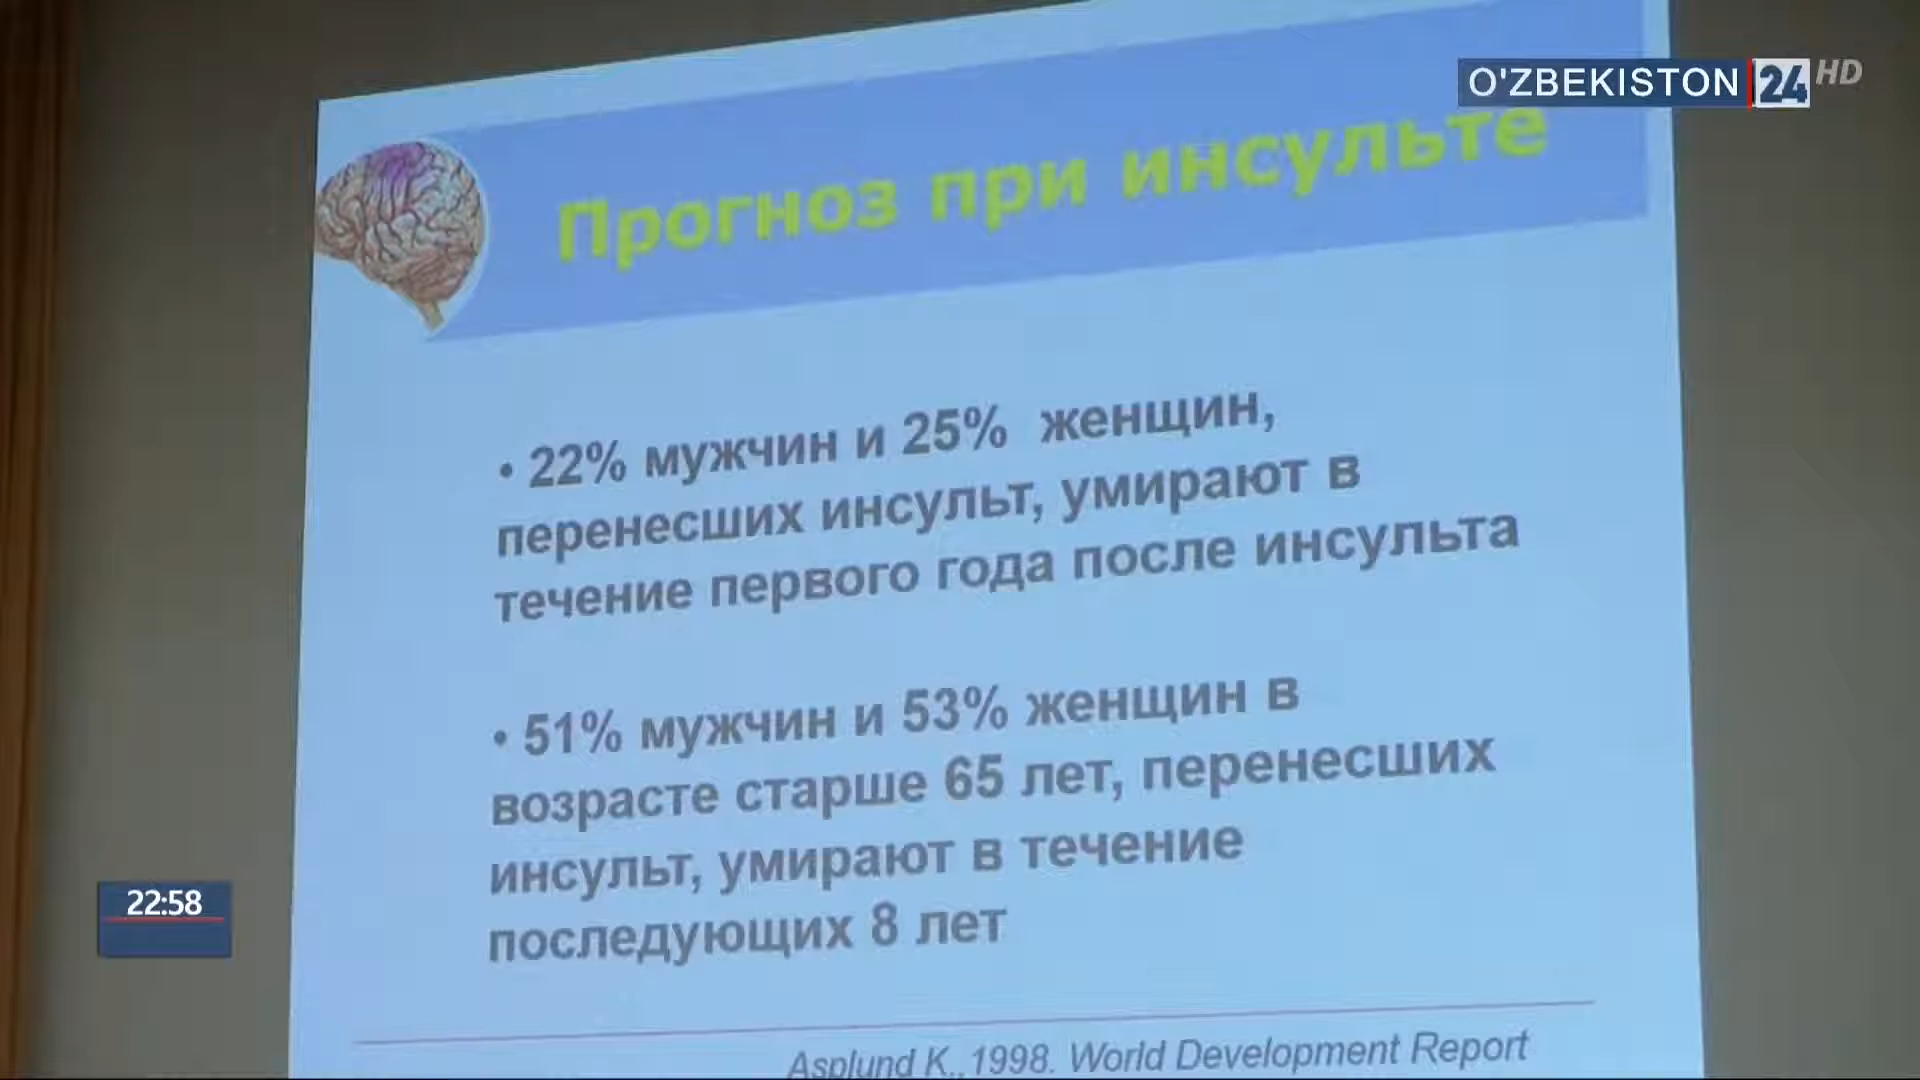 O'ZBEKISTON 24 HD
Прогноз при инсульте
• 22% мужчин и 25% женщин,
перенесших инсульт, умирают в
течение первого года после инсульта
• 51% мужчин и 53% женщин в
возрасте старше 65 лет, перенесших
инсульт, умирают в течение
последующих 8 лет
22:58
Asplund K.,1998. World Development Report